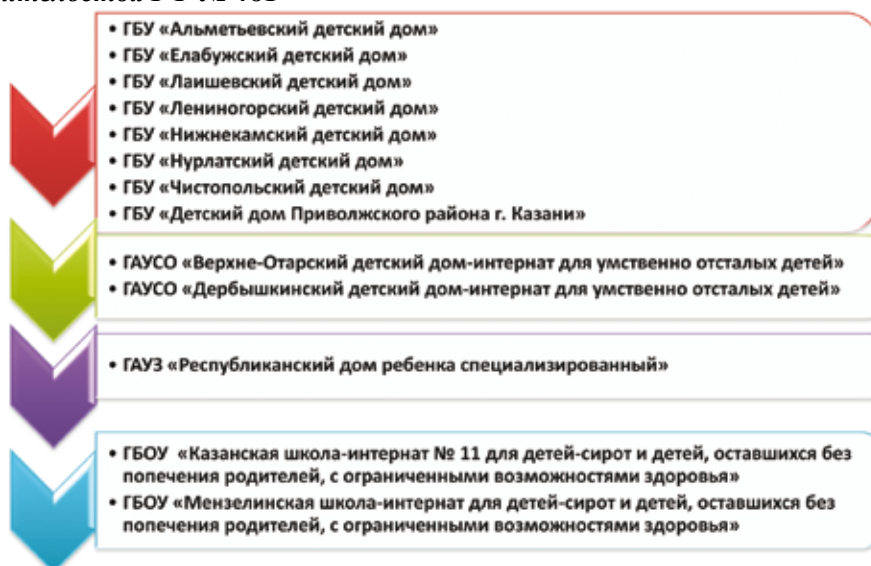 • ГБУ «Альметьевский детский дом»
• ГБУ «Елабужский детский дом»
• ГБУ «Лаишевский детский дом»
• ГБУ «Лениногорский детский дом»
• ГБУ «Нижнекамский детский дом»
• ГБУ «Нурлатский детский дом»
• ГБУ «Чистопольский детский дом»
• ГБУ «Детский дом Приволжского района г. Казани»
• ГАУСО «Верхне-Отарский детский дом-интернат для умственно отсталых детей»
• ГАУСО «Дербышкинский детский дом-интернат для умственно отсталых детей»
• ГАУЗ «Республиканский дом ребенка специализированный»
• ГБОУ «Казанская школа-интернат № 11 для детей-сирот и детей, оставшихся без
попечения родителей, с ограниченными возможностями здоровья»
• ГБОУ «Мензелинская школа-интернат для детей-сирот и детей, оставшихся без
попечения родителей, с ограниченными возможностями здоровья»